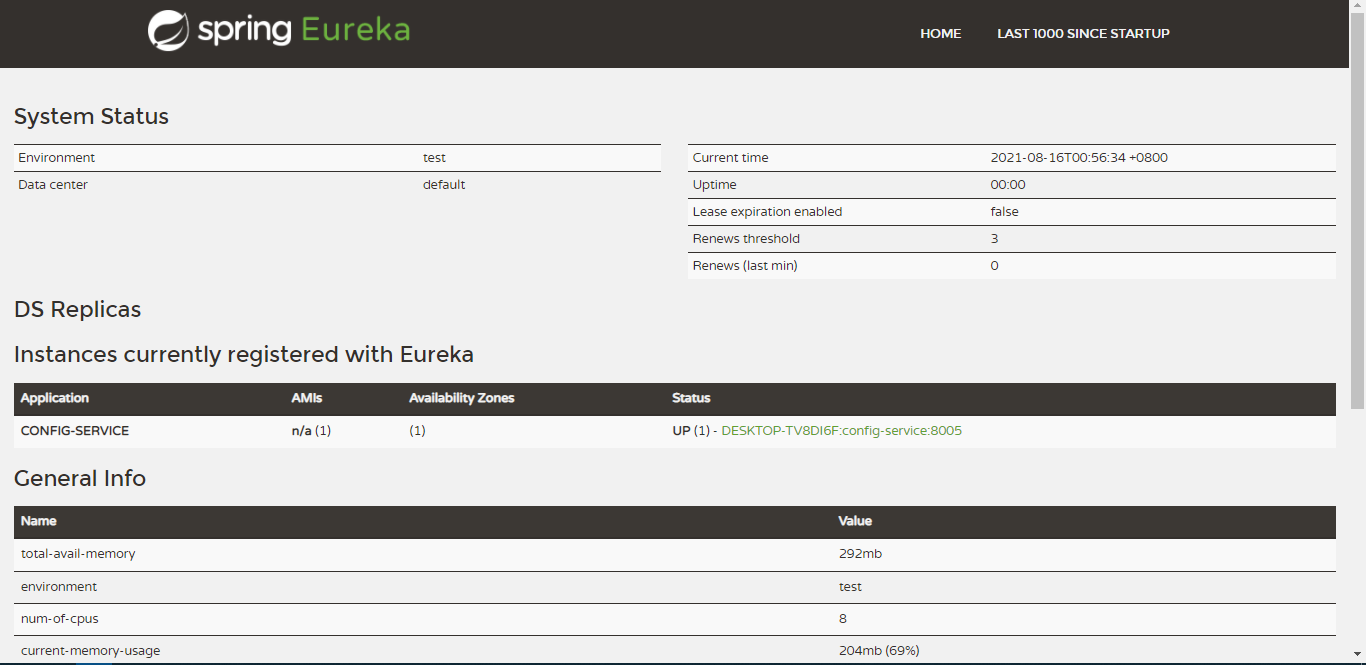 spring Eureka
HOME LAST 1000 SINCE STARTUP
System Status
Environment test
Data center default
Current time 2021-08-16T00:56:34 +0800
Uptime 00:00
Lease expiration enabled false
Renews threshold 3
Renews (last min) 0
DS Replicas
Instances currently registered with Eureka
Application AMIs Availability Zones Status
CONFIG-SERVICE n/a (1) (1) UP (1) - DESKTOP-TV8DI6F:config-service:8005
General Info
Name Value
total-avail-memory 292mb
environment test
num-of-cpus 8
current-memory-usage 204mb (69%)